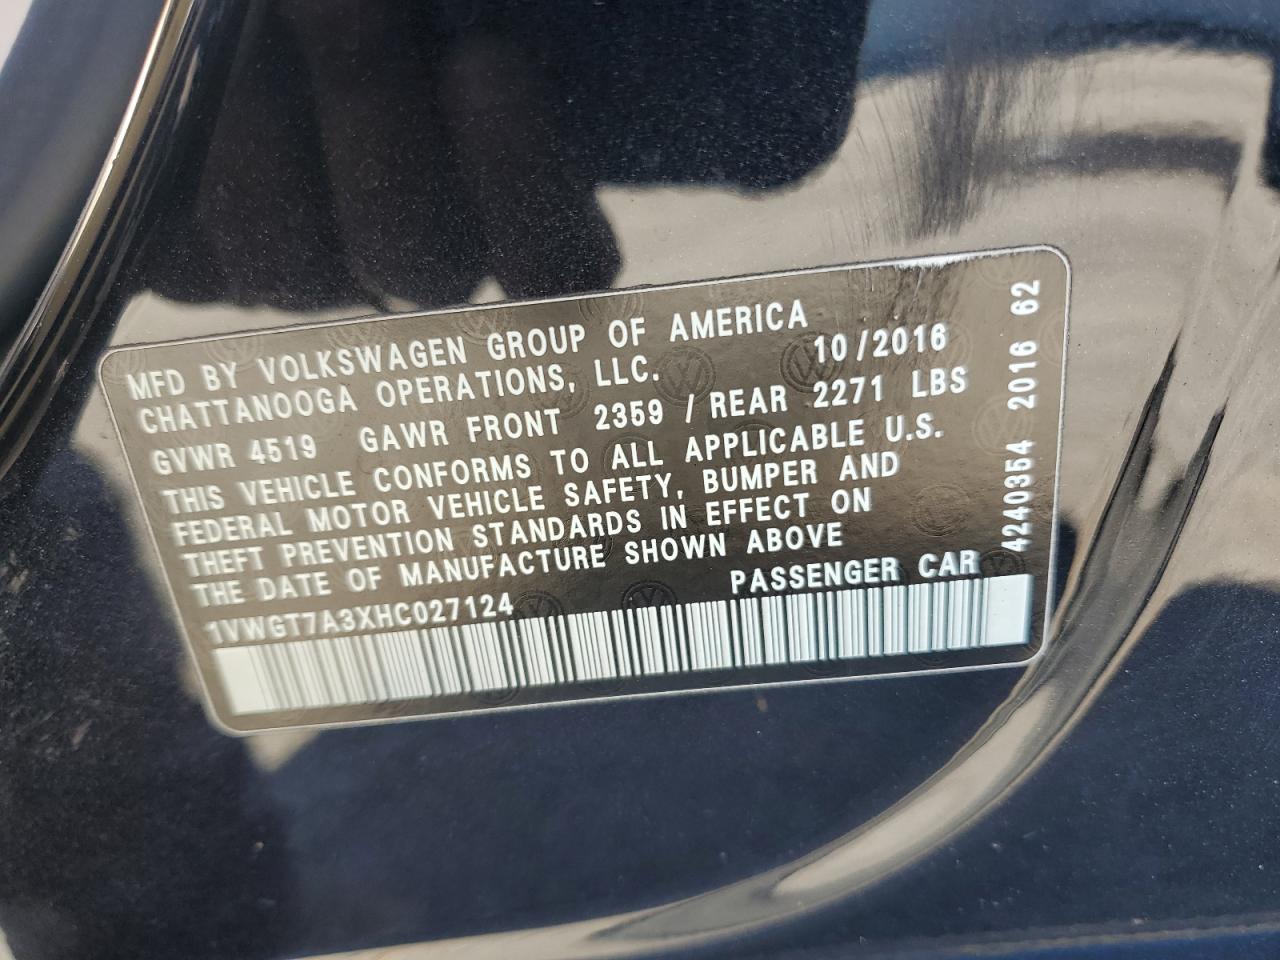 MFD BY VOLKSWAGEN GROUP OF AMERICA
CHATTANOOGA OPERATIONS, LLC. 10/2016
GVWR 4519 GAWR FRONT 2359 / REAR 2271 LBS
THIS VEHICLE CONFORMS TO ALL APPLICABLE U.S.
FEDERAL MOTOR VEHICLE SAFETY, BUMPER AND
THEFT PREVENTION STANDARDS IN EFFECT ON
THE DATE OF MANUFACTURE SHOWN ABOVE
1VWGT7A3XHC027124 PASSENGER CAR
4240354 2016 62